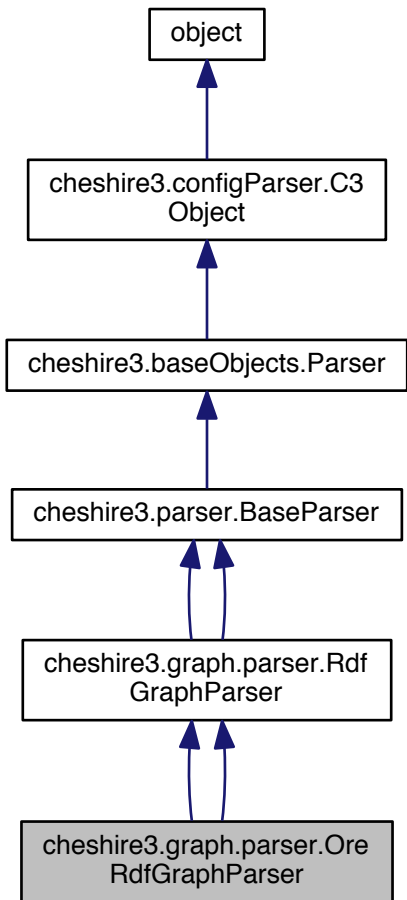 object
cheshire3.configParser.C3
Object
cheshire3.baseObjects.Parser
cheshire3.parser.BaseParser
cheshire3.graph.parser.Rdf
GraphParser
cheshire3.graph.parser.Ore
RdfGraphParser